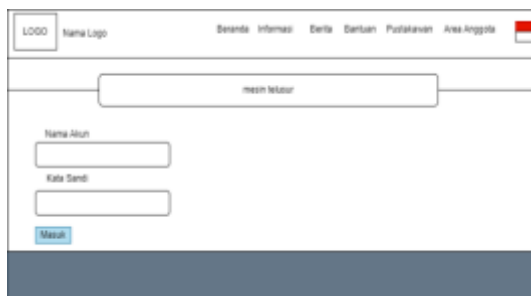 LOGO Nama Logo Beranda Informasi Berita Bantuan Pustakawan Area Anggota
mesin telusur
Nama Akun
Kata Sandi
Masuk